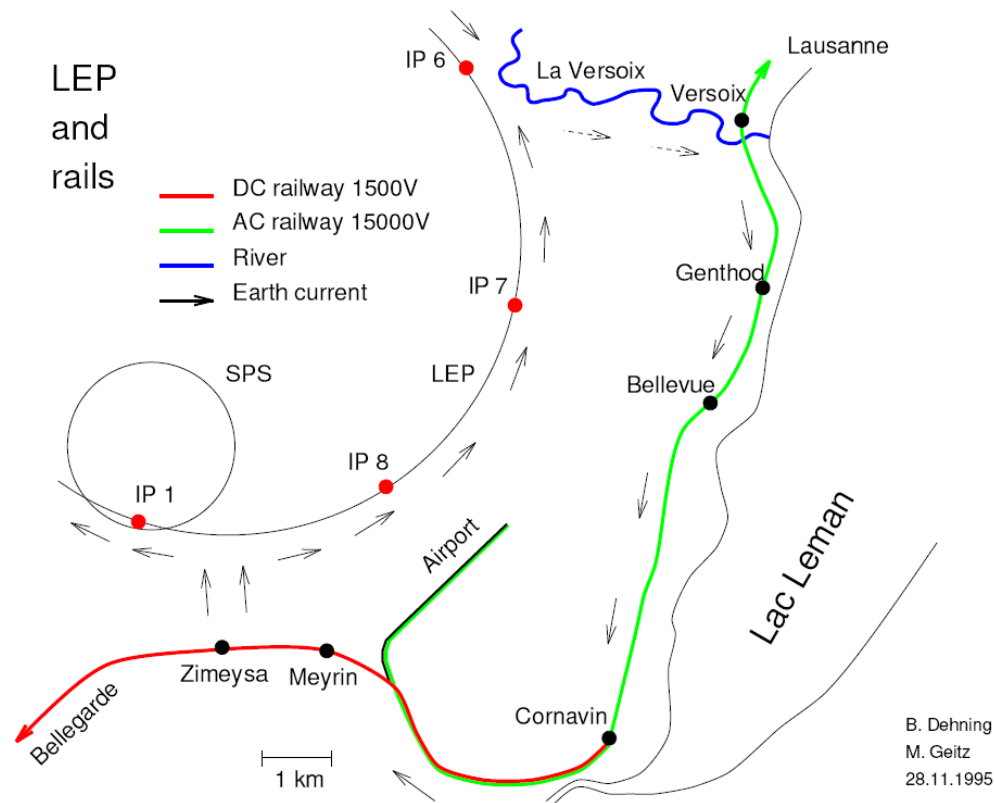 LEP
and
rails
DC railway 1500V
AC railway 15000V
River
Earth current
IP 6
La Versoix
Lausanne
Versoix
Genthod
IP 7
SPS
LEP
Bellevue
IP 8
IP 1
Airport
Lac Leman
Zimeysa
Meyrin
Bellegarde
Cornavin
1 km
B. Dehning
M. Geitz
28.11.1995